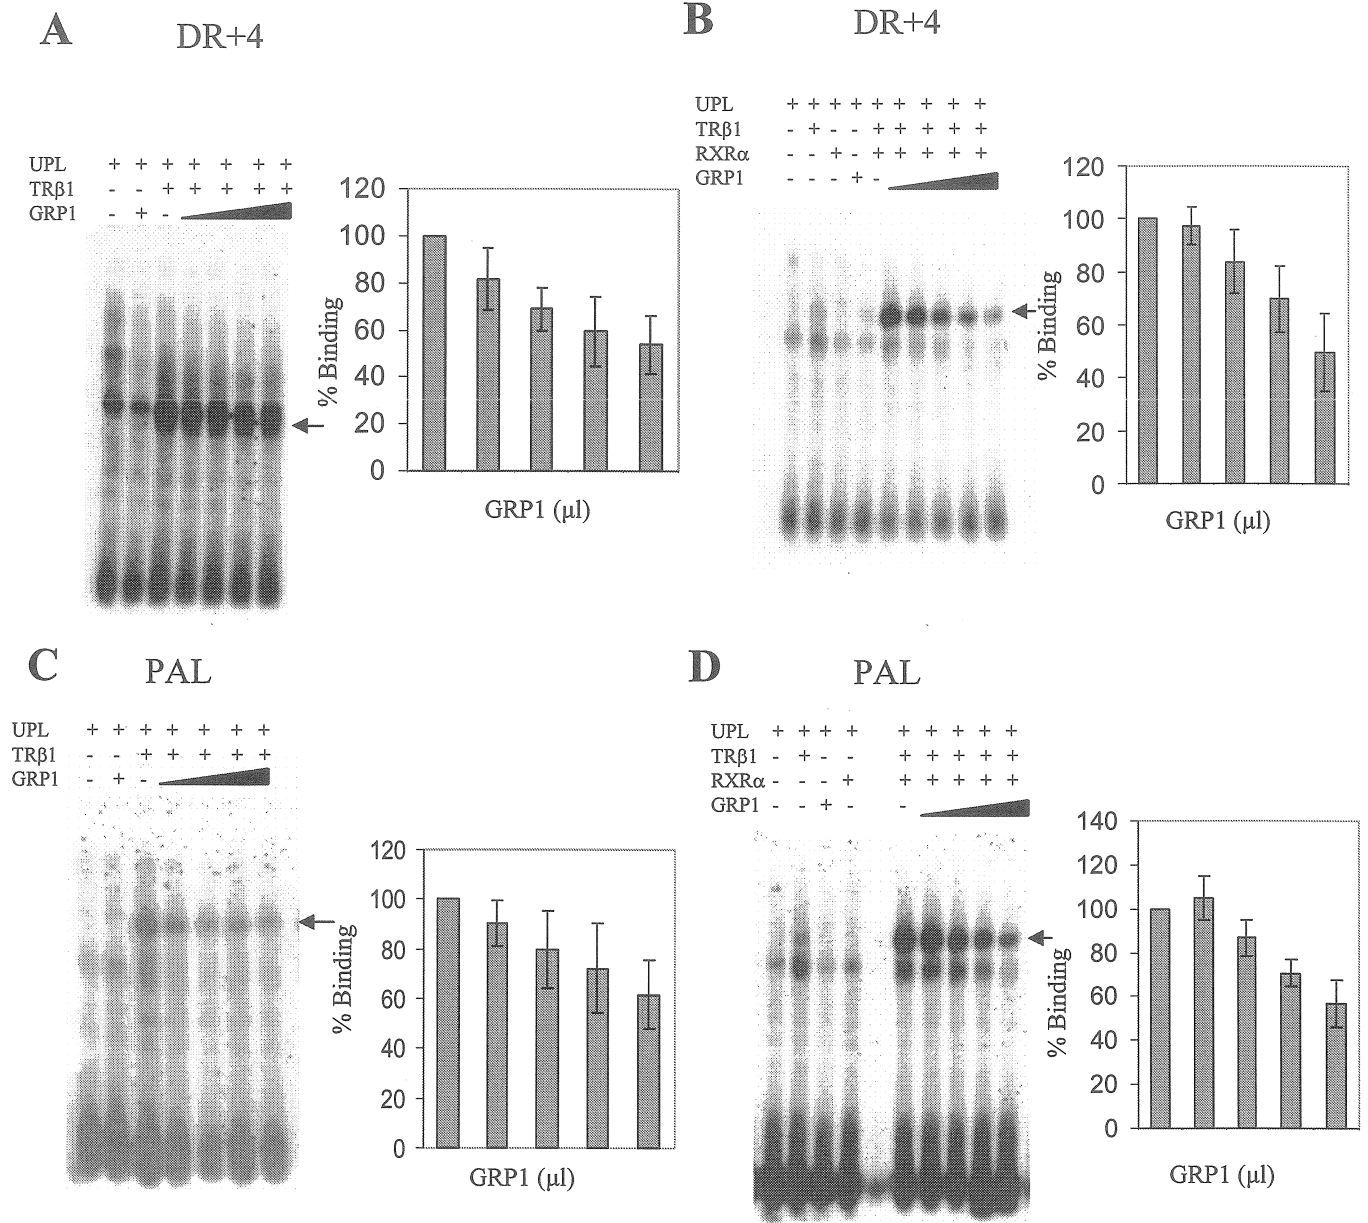 A
DR+4
UPL + + + + + + +
TRβ1 - - + + + + +
GRP1 - + -
% Binding
120
100
80
60
40
20
0
GRP1 (μl)
B
DR+4
UPL + + + + + + + + +
TRβ1 - + - - + + + + +
RXRα - - + - + + + + +
GRP1 - - - + -
% Binding
120
100
80
60
40
20
0
GRP1 (μl)
C
PAL
UPL + + + + + + +
TRβ1 - - + + + + +
GRP1 - + -
% Binding
120
100
80
60
40
20
0
GRP1 (μl)
D
PAL
UPL + + + + + + + + +
TRβ1 - + - - + + + + +
RXRα - - - + + + + + +
GRP1 - - + - -
% Binding
140
120
100
80
60
40
20
0
GRP1 (μl)